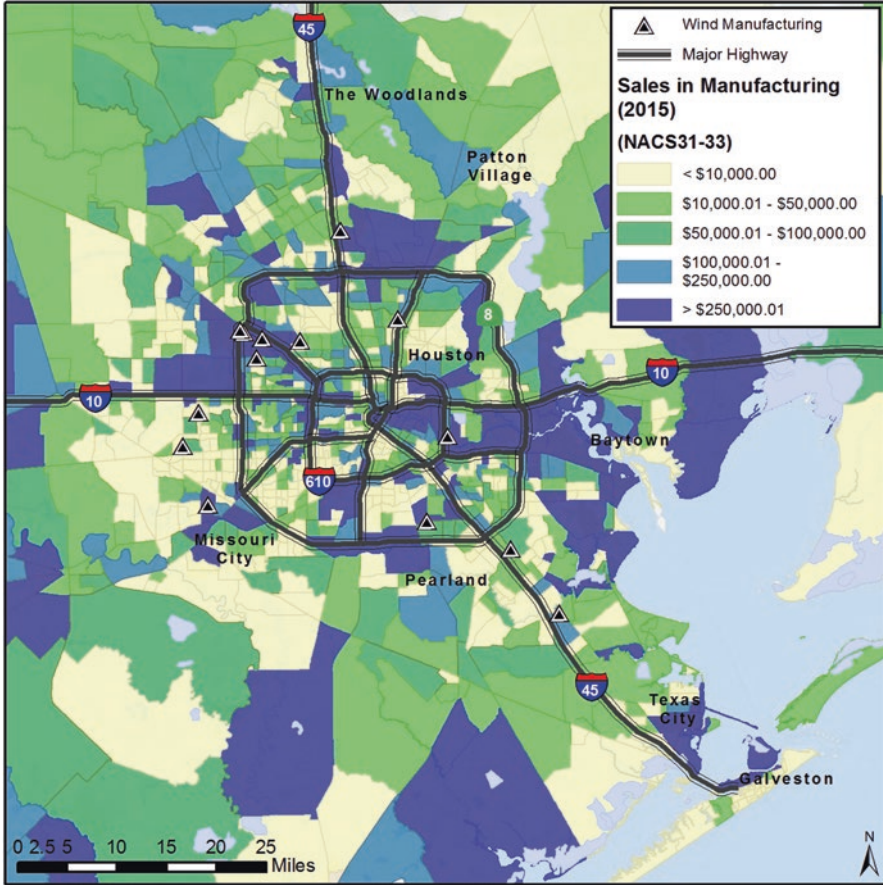 45
The Woodlands
Patton
Village
8
Houston
10
10
Baytown
610
Missouri
City
Pearland
45
Texas
City
Galveston
Wind Manufacturing
Major Highway
Sales in Manufacturing
(2015)
(NACS31-33)
< $10,000.00
$10,000.01 - $50,000.00
$50,000.01 - $100,000.00
$100,000.01 -
$250,000.00
> $250,000.01
0 2.5 5 10 15 20 25
Miles
N